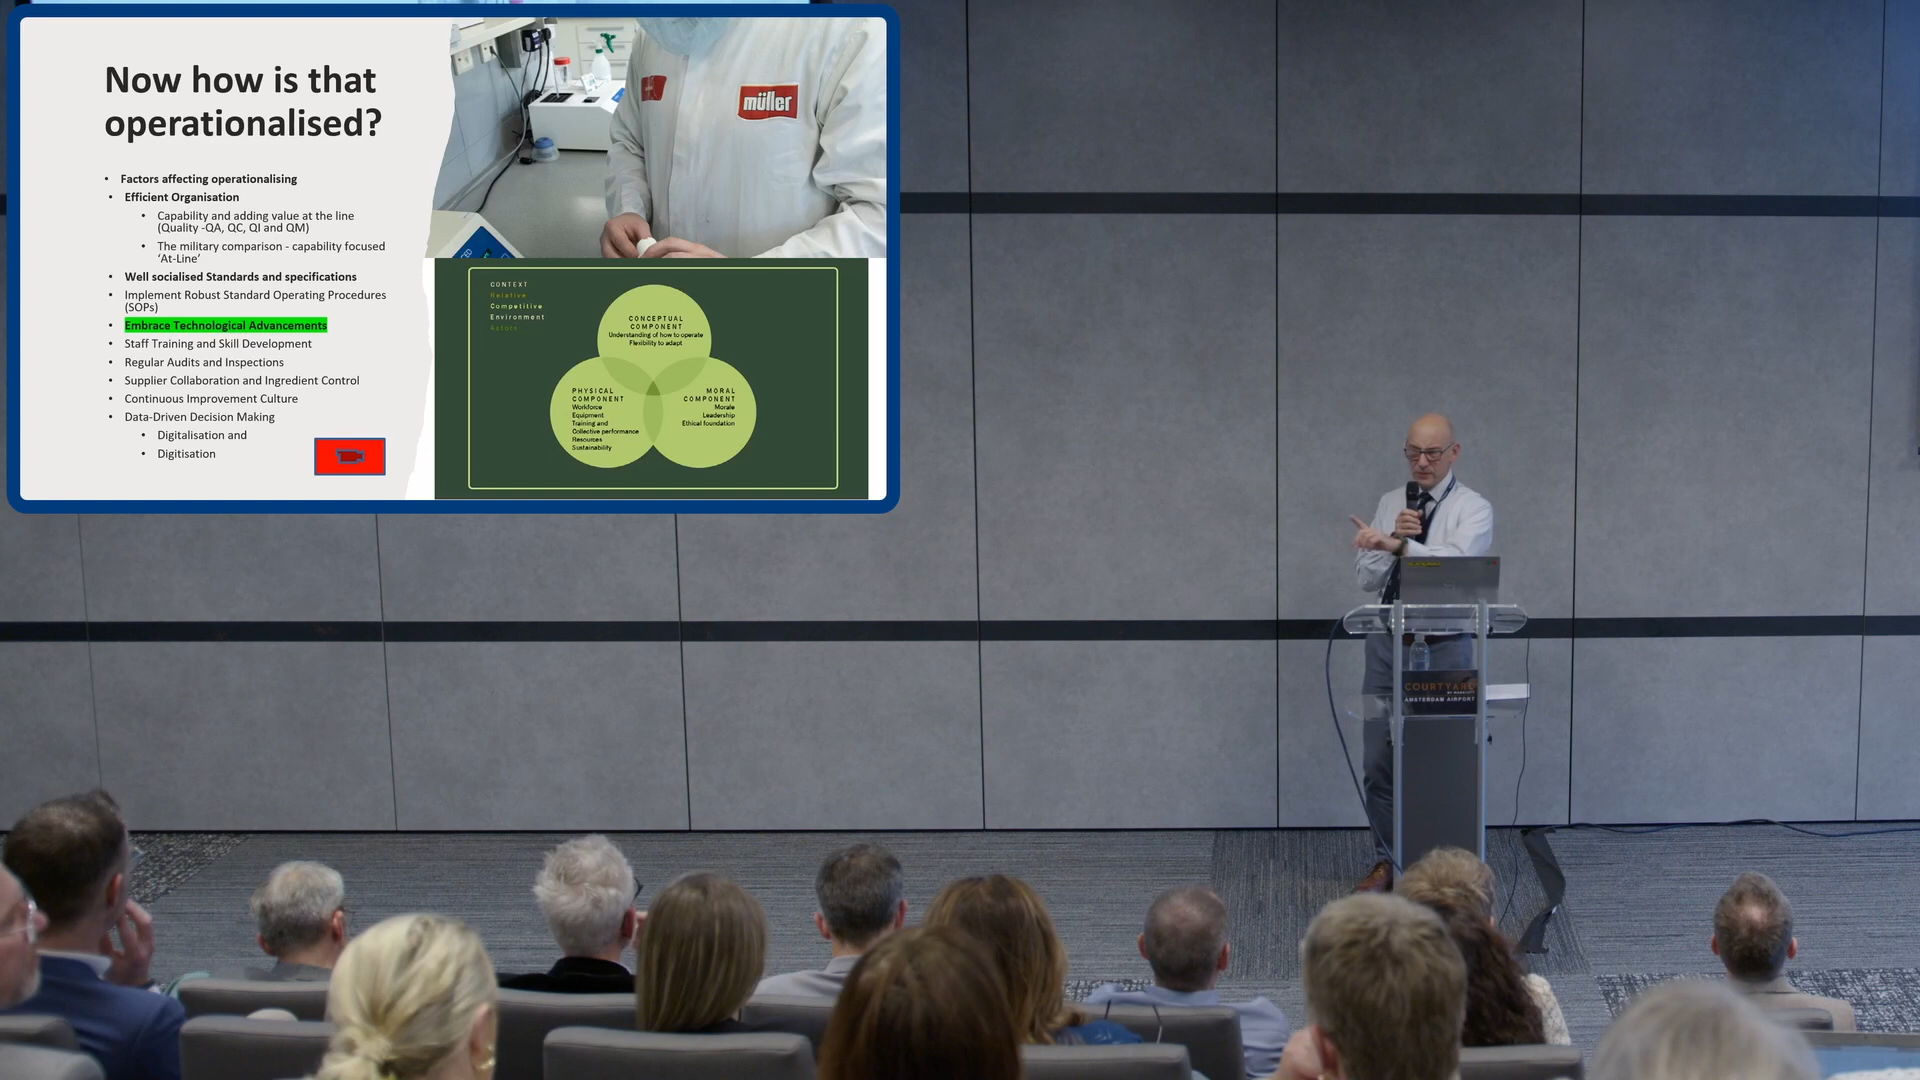 Now how is that
operationalised?
• Factors affecting operationalising
• Efficient Organisation
• Capability and adding value at the line
(Quality -QA, QC, QI and QM)
• The military comparison - capability focused
‘At-Line’
• Well socialised Standards and specifications
• Implement Robust Standard Operating Procedures
(SOPs)
• Embrace Technological Advancements
• Staff Training and Skill Development
• Regular Audits and Inspections
• Supplier Collaboration and Ingredient Control
• Continuous Improvement Culture
• Data-Driven Decision Making
• Digitalisation and
• Digitisation
müller
CONTEXT
Relative
Competitive
Environment
Actors
CONCEPTUAL
COMPONENT
Understanding of how to operate
Flexibility to adapt
PHYSICAL
COMPONENT
Workforce
Equipment
Training and
Collective performance
Resources
Sustainability
MORAL
COMPONENT
Morale
Leadership
Ethical foundation
COURTYARD
BY MARRIOTT
AMSTERDAM AIRPORT